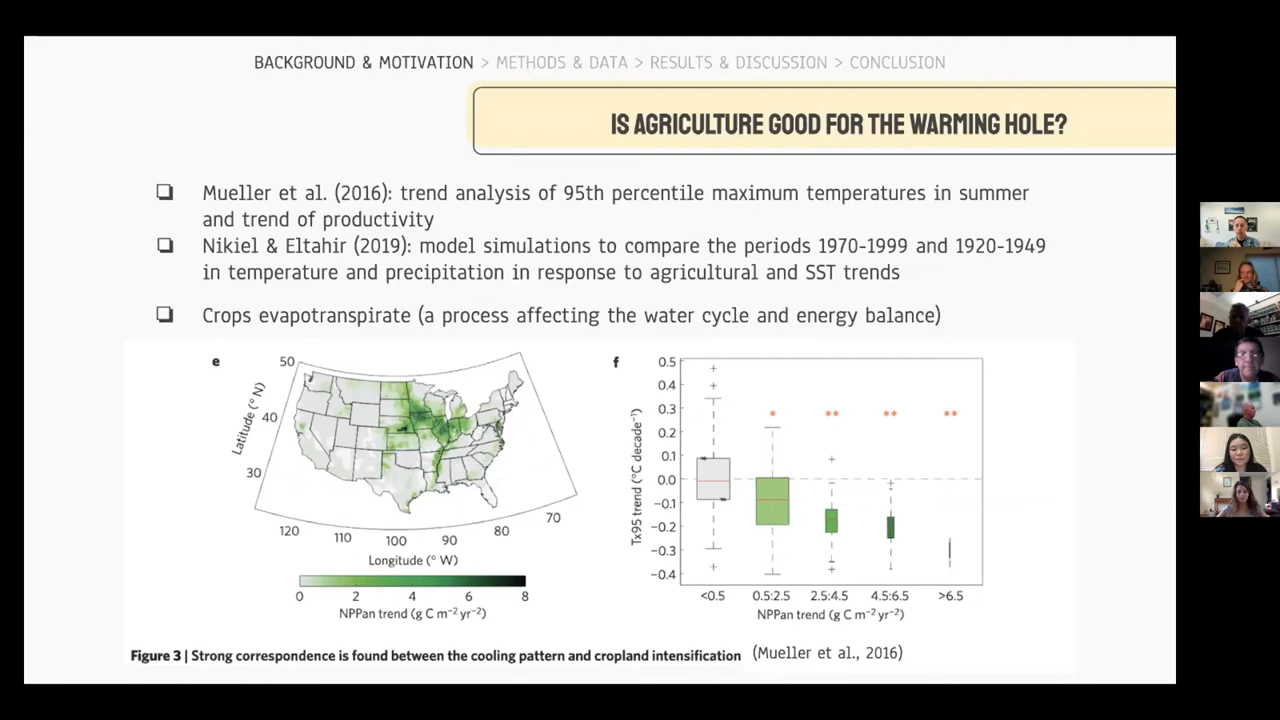 BACKGROUND & MOTIVATION > METHODS & DATA > RESULTS & DISCUSSION > CONCLUSION
IS AGRICULTURE GOOD FOR THE WARMING HOLE?
❏ Mueller et al. (2016): trend analysis of 95th percentile maximum temperatures in summer
and trend of productivity
❏ Nikiel & Eltahir (2019): model simulations to compare the periods 1970-1999 and 1920-1949
in temperature and precipitation in response to agricultural and SST trends
❏ Crops evapotranspirate (a process affecting the water cycle and energy balance)
e
50
40
30
Latitude (° N)
120 110 100 90 80 70
Longitude (° W)
0 2 4 6 8
NPPan trend (g C m⁻² yr⁻²)
f
0.5
0.4
0.3
0.2
0.1
0.0
−0.1
−0.2
−0.3
−0.4
Tx95 trend (°C decade⁻¹)
* ** ** **
<0.5 0.5:2.5 2.5:4.5 4.5:6.5 >6.5
NPPan trend (g C m⁻² yr⁻²)
Figure 3 | Strong correspondence is found between the cooling pattern and cropland intensification (Mueller et al., 2016)